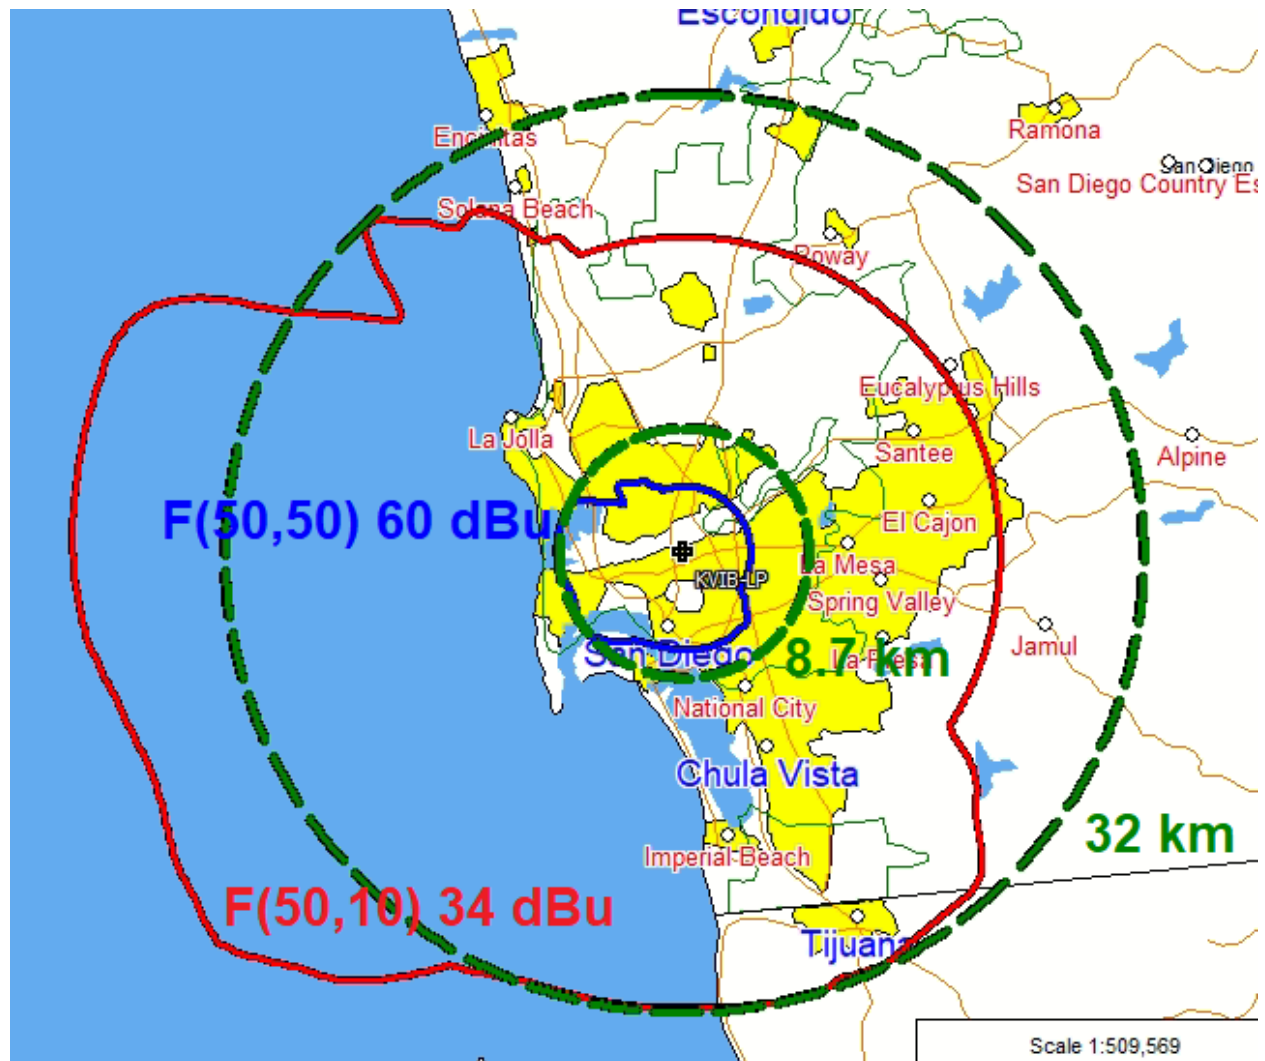 Escondido
Encinitas
Ramona
San Diego
San Diego Country Es
Solana Beach
Poway
Eucalyptus Hills
La Jolla
Santee
Alpine
F(50,50) 60 dBu
El Cajon
La Mesa
KVIB-LP
Spring Valley
San Diego
8.7 km
La Presa
Jamul
National City
Chula Vista
32 km
Imperial Beach
F(50,10) 34 dBu
Tijuana
Scale 1:509,569